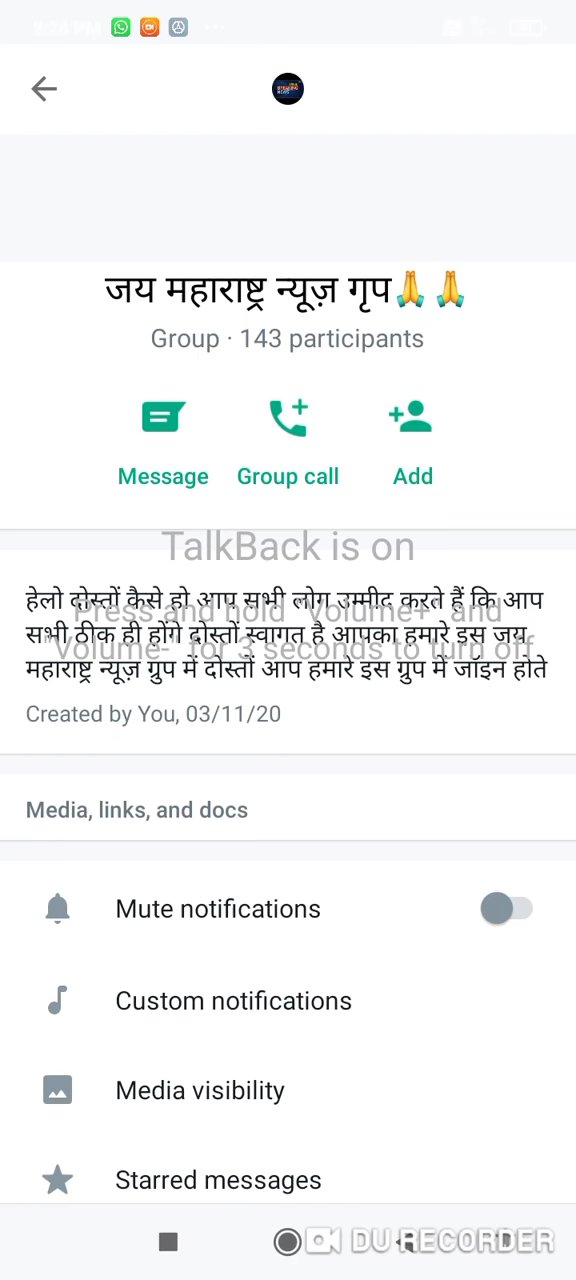 जय महाराष्ट्र न्यूज़ गृप🙏🙏
Group · 143 participants
Message Group call Add
TalkBack is on
हेलो दोस्तों कैसे हो आप सभी लोग उम्मीद करते हैं कि आप
Press and hold "Volume+" and
सभी ठीक ही होंगे दोस्तों स्वागत है आपका हमारे इस जय
"Volume-" for 3 seconds to turn off
महाराष्ट्र न्यूज़ ग्रुप में दोस्तों आप हमारे इस ग्रुप में जॉइन होते
Created by You, 03/11/20
Media, links, and docs
Mute notifications
Custom notifications
Media visibility
Starred messages
DU RECORDER